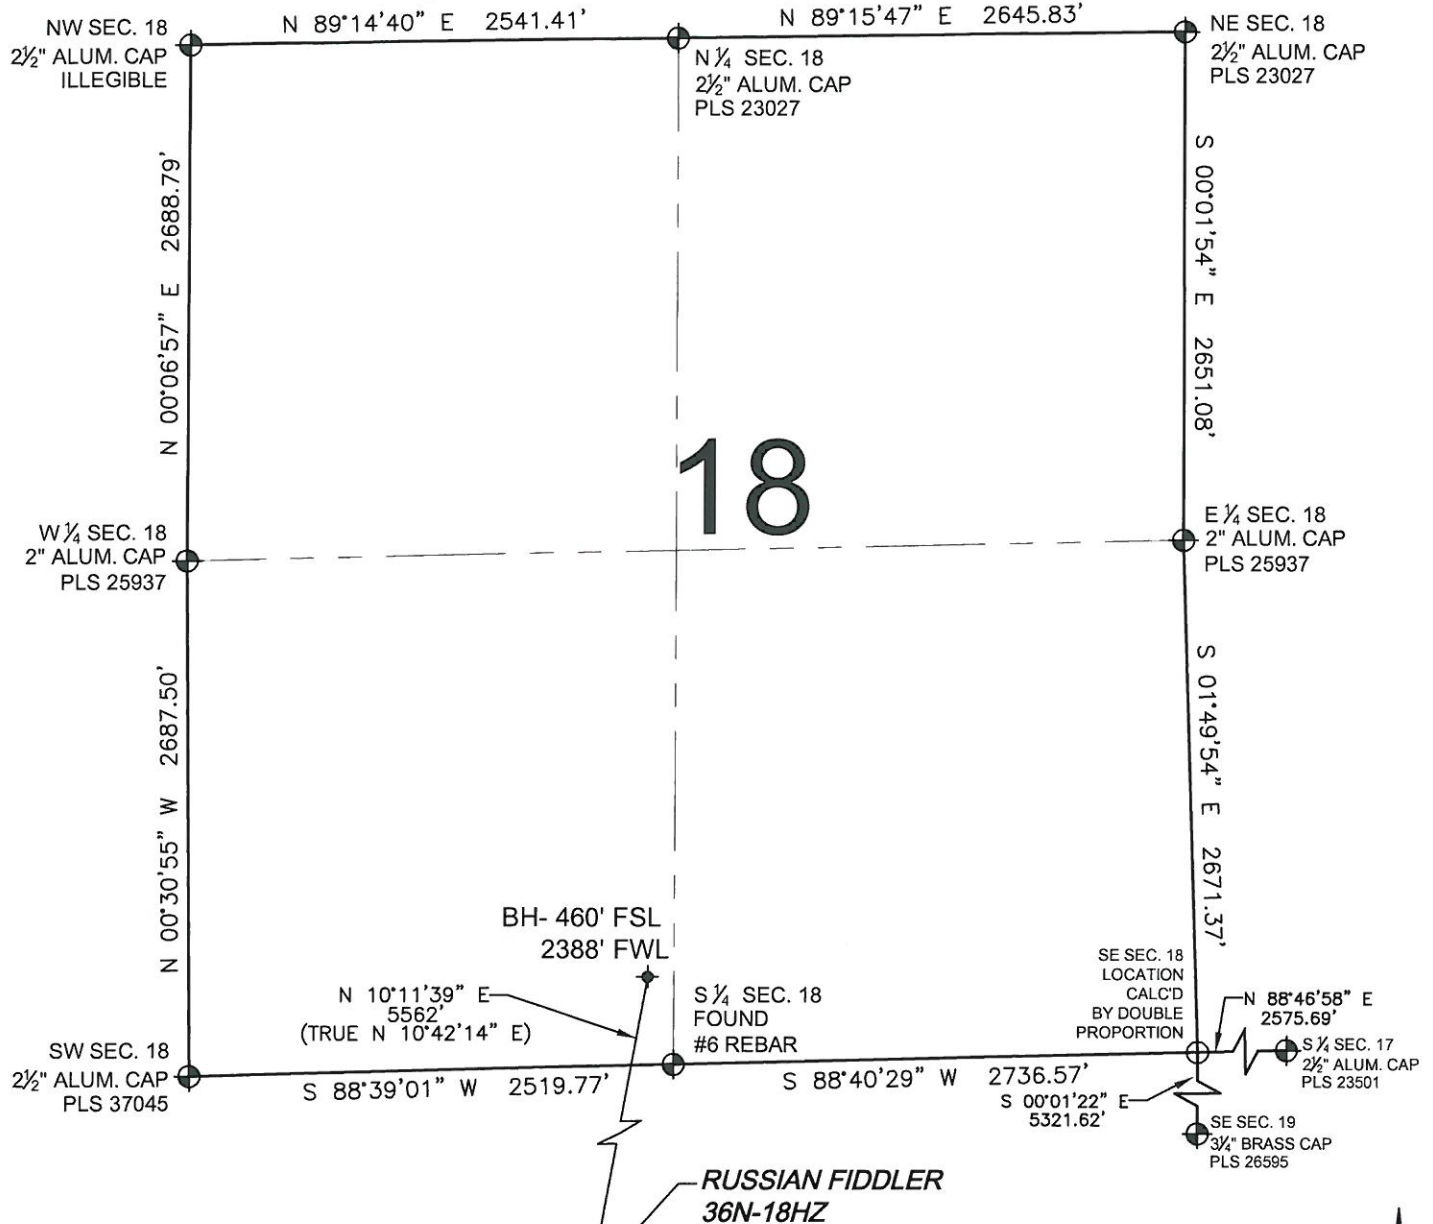 N 89°14'40" E 2541.41'
N 89°15'47" E 2645.83'
NW SEC. 18
2½" ALUM. CAP
ILLEGIBLE
N ¼ SEC. 18
2½" ALUM. CAP
PLS 23027
NE SEC. 18
2½" ALUM. CAP
PLS 23027
N 00°06'57" E 2688.79'
S 00°01'54" E 2651.08'
18
W ¼ SEC. 18
2" ALUM. CAP
PLS 25937
E ¼ SEC. 18
2" ALUM. CAP
PLS 25937
N 00°30'55" W 2687.50'
S 01°49'54" E 2671.37'
BH- 460' FSL
2388' FWL
N 10°11'39" E
5562'
(TRUE N 10°42'14" E)
S ¼ SEC. 18
FOUND
#6 REBAR
SE SEC. 18
LOCATION
CALC'D
BY DOUBLE
PROPORTION
N 88°46'58" E
2575.69'
SW SEC. 18
2½" ALUM. CAP
PLS 37045
S 88°39'01" W 2519.77'
S 88°40'29" W 2736.57'
S ¼ SEC. 17
2½" ALUM. CAP
PLS 23501
S 00°01'22" E
5321.62'
SE SEC. 19
3¼" BRASS CAP
PLS 26595
RUSSIAN FIDDLER
36N-18HZ